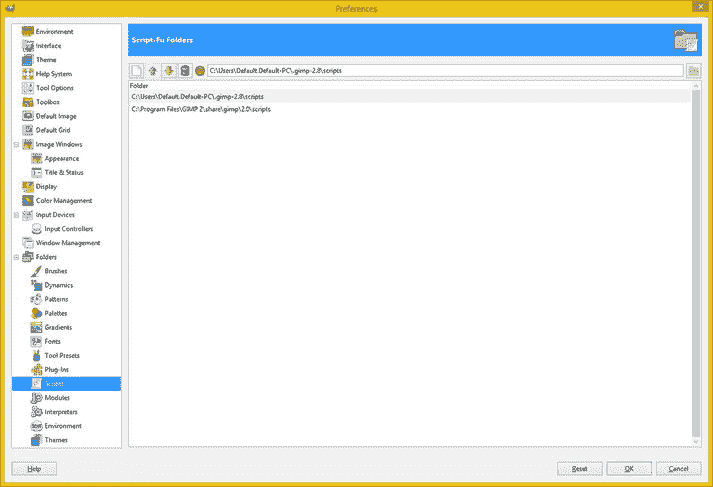 Preferences
Environment
Interface
Theme
Help System
Tool Options
Toolbox
Default Image
Default Grid
Image Windows
Appearance
Title & Status
Display
Color Management
Input Devices
Input Controllers
Window Management
Folders
Brushes
Dynamics
Patterns
Palettes
Gradients
Fonts
Tool Presets
Plug-Ins
Scripts
Modules
Interpreters
Environment
Themes
Script-Fu Folders
C:\Users\Default.Default-PC\.gimp-2.8\scripts
Folder
C:\Users\Default.Default-PC\.gimp-2.8\scripts
C:\Program Files\GIMP 2\share\gimp\2.0\scripts
Help
Reset
OK
Cancel